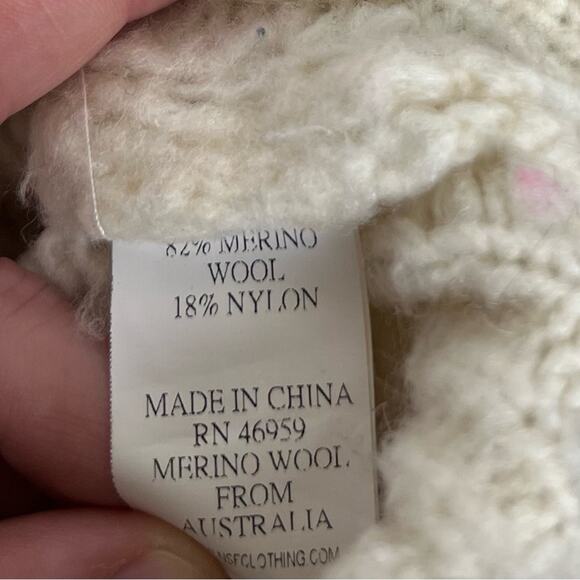 82% MERINO
WOOL
18% NYLON
MADE IN CHINA
RN 46959
MERINO WOOL
FROM
AUSTRALIA